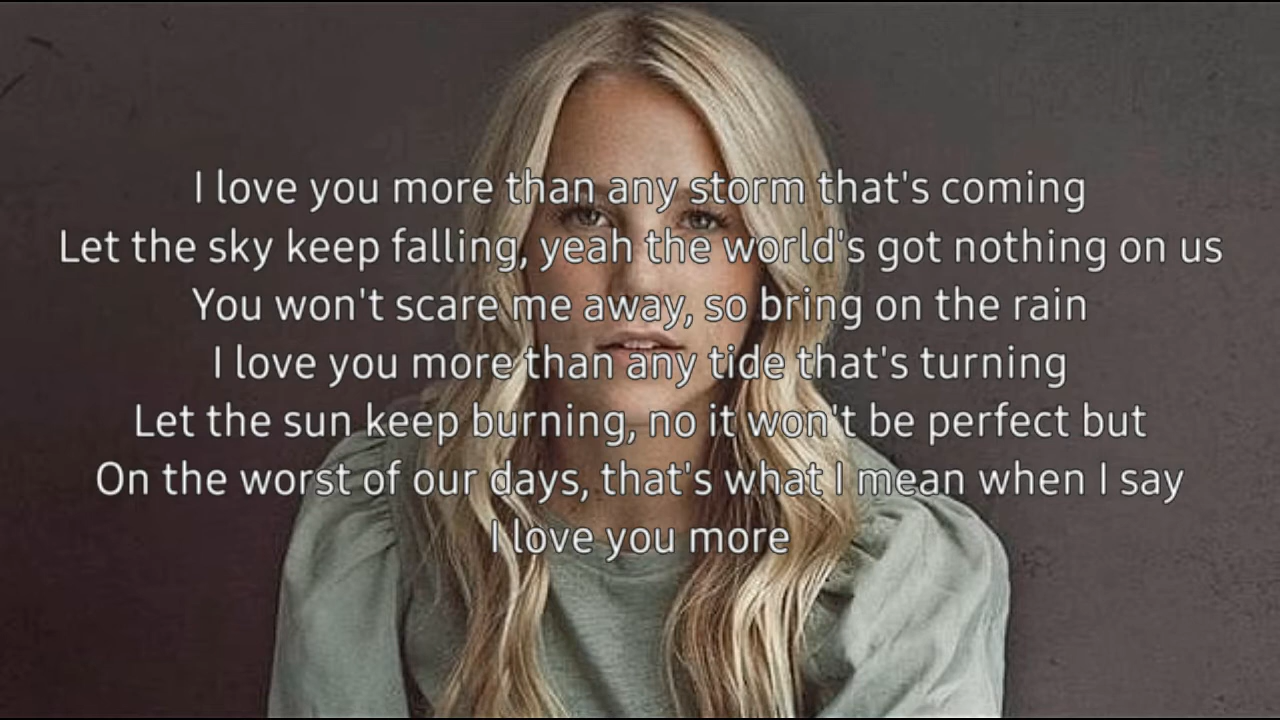 I love you more than any storm that's coming
Let the sky keep falling, yeah the world's got nothing on us
You won't scare me away, so bring on the rain
I love you more than any tide that's turning
Let the sun keep burning, no it won't be perfect but
On the worst of our days, that's what I mean when I say
I love you more